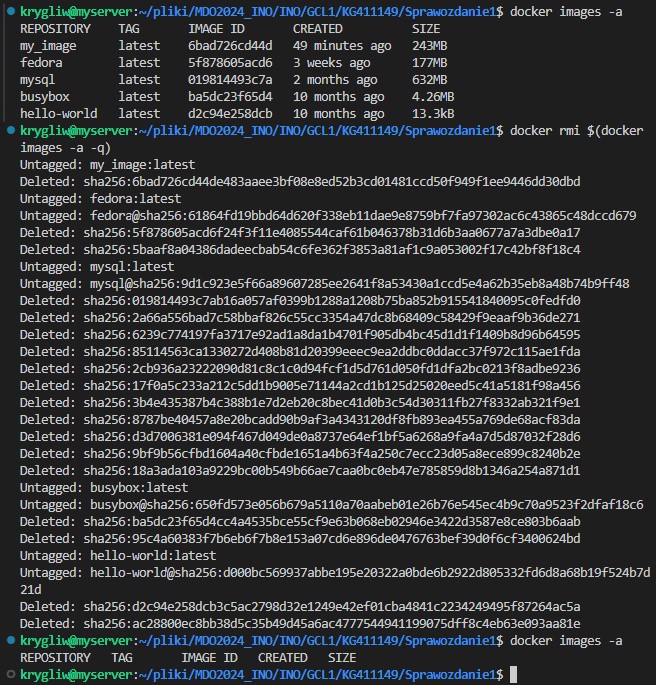 krygliw@myserver:~/pliki/MDO2024_INO/INO/GCL1/KG411149/Sprawozdanie1$ docker images -a
REPOSITORY TAG IMAGE ID CREATED SIZE
my_image latest 6bad726cd44d 49 minutes ago 243MB
fedora latest 5f878605acd6 3 weeks ago 177MB
mysql latest 019814493c7a 2 months ago 632MB
busybox latest ba5dc23f65d4 10 months ago 4.26MB
hello-world latest d2c94e258dcb 10 months ago 13.3kB
krygliw@myserver:~/pliki/MDO2024_INO/INO/GCL1/KG411149/Sprawozdanie1$ docker rmi $(docker
images -a -q)
Untagged: my_image:latest
Deleted: sha256:6bad726cd44de483aaee3bf08e8ed52b3cd01481ccd50f949f1ee9446dd30dbd
Untagged: fedora:latest
Untagged: fedora@sha256:61864fd19bbd64d620f338eb11dae9e8759bf7fa97302ac6c43865c48dccd679
Deleted: sha256:5f878605acd6f24f3f11e4085544caf61b046378b31d6b3aa0677a7a3dbe0a17
Deleted: sha256:5baaf8a04386dadeecbab54c6fe362f3853a81af1c9a053002f17c42bf8f18c4
Untagged: mysql:latest
Untagged: mysql@sha256:9d1c923e5f66a89607285ee2641f8a53430a1ccd5e4a62b35eb8a48b74b9ff48
Deleted: sha256:019814493c7ab16a057af0399b1288a1208b75ba852b915541840095c0fedfd0
Deleted: sha256:2a66a556bad7c58bbaf826c55cc3354a47dc8b68409c58429f9eaaf9b36de271
Deleted: sha256:6239c774197fa3717e92ad1a8da1b4701f905db4bc45d1d1f1409b8d96b64595
Deleted: sha256:85114563ca1330272d408b81d20399eeec9ea2ddbc0ddacc37f972c115ae1fda
Deleted: sha256:2cb936a23222090d81c8c1c0d94fcf1d5d761d050fd1dfa2bc0213f8adbe9236
Deleted: sha256:17f0a5c233a212c5dd1b9005e71144a2cd1b125d25020eed5c41a5181f98a456
Deleted: sha256:3b4e435387b4c388b1e7d2eb20c8bec41d0b3c54d30311fb27f8332ab321f9e1
Deleted: sha256:8787be40457a8e20bcadd90b9af3a4343120df8fb893ea455a769de68acf83da
Deleted: sha256:d3d7006381e094f467d049de0a8737e64ef1bf5a6268a9fa4a7d5d87032f28d6
Deleted: sha256:9bf9b56cfbd1604a40cfbde1651a4b63f4a250c7ecc23d05a8ece899c8240b2e
Deleted: sha256:18a3ada103a9229bc00b549b66ae7caa0bc0eb47e785859d8b1346a254a871d1
Untagged: busybox:latest
Untagged: busybox@sha256:650fd573e056b679a5110a70aabeb01e26b76e545ec4b9c70a9523f2dfaf18c6
Deleted: sha256:ba5dc23f65d4cc4a4535bce55cf9e63b068eb02946e3422d3587e8ce803b6aab
Deleted: sha256:95c4a60383f7b6eb6f7b8e153a07cd6e896de0476763bef39d0f6cf3400624bd
Untagged: hello-world:latest
Untagged: hello-world@sha256:d000bc569937abbe195e20322a0bde6b2922d805332fd6d8a68b19f524b7d
21d
Deleted: sha256:d2c94e258dcb3c5ac2798d32e1249e42ef01cba4841c2234249495f87264ac5a
Deleted: sha256:ac28800ec8bb38d5c35b49d45a6ac4777544941199075dff8c4eb63e093aa81e
krygliw@myserver:~/pliki/MDO2024_INO/INO/GCL1/KG411149/Sprawozdanie1$ docker images -a
REPOSITORY TAG IMAGE ID CREATED SIZE
krygliw@myserver:~/pliki/MDO2024_INO/INO/GCL1/KG411149/Sprawozdanie1$